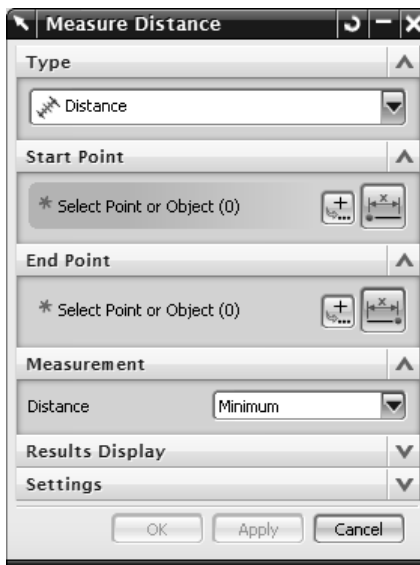 Measure Distance
Type
Distance
Start Point
* Select Point or Object (0)
End Point
* Select Point or Object (0)
Measurement
Distance Minimum
Results Display
Settings
OK Apply Cancel